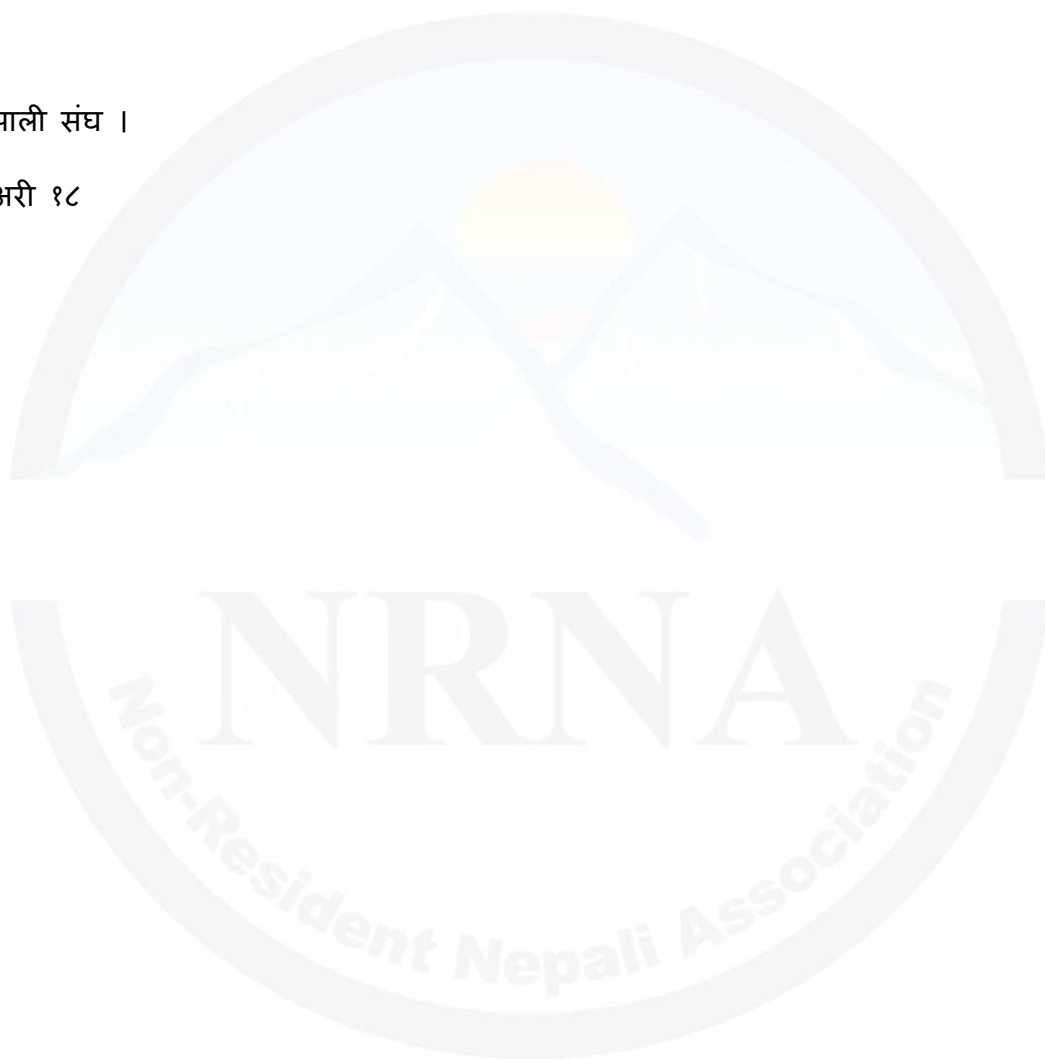 पाली संघ ।
अरी १८
NRNA
Non-Resident Nepali Association